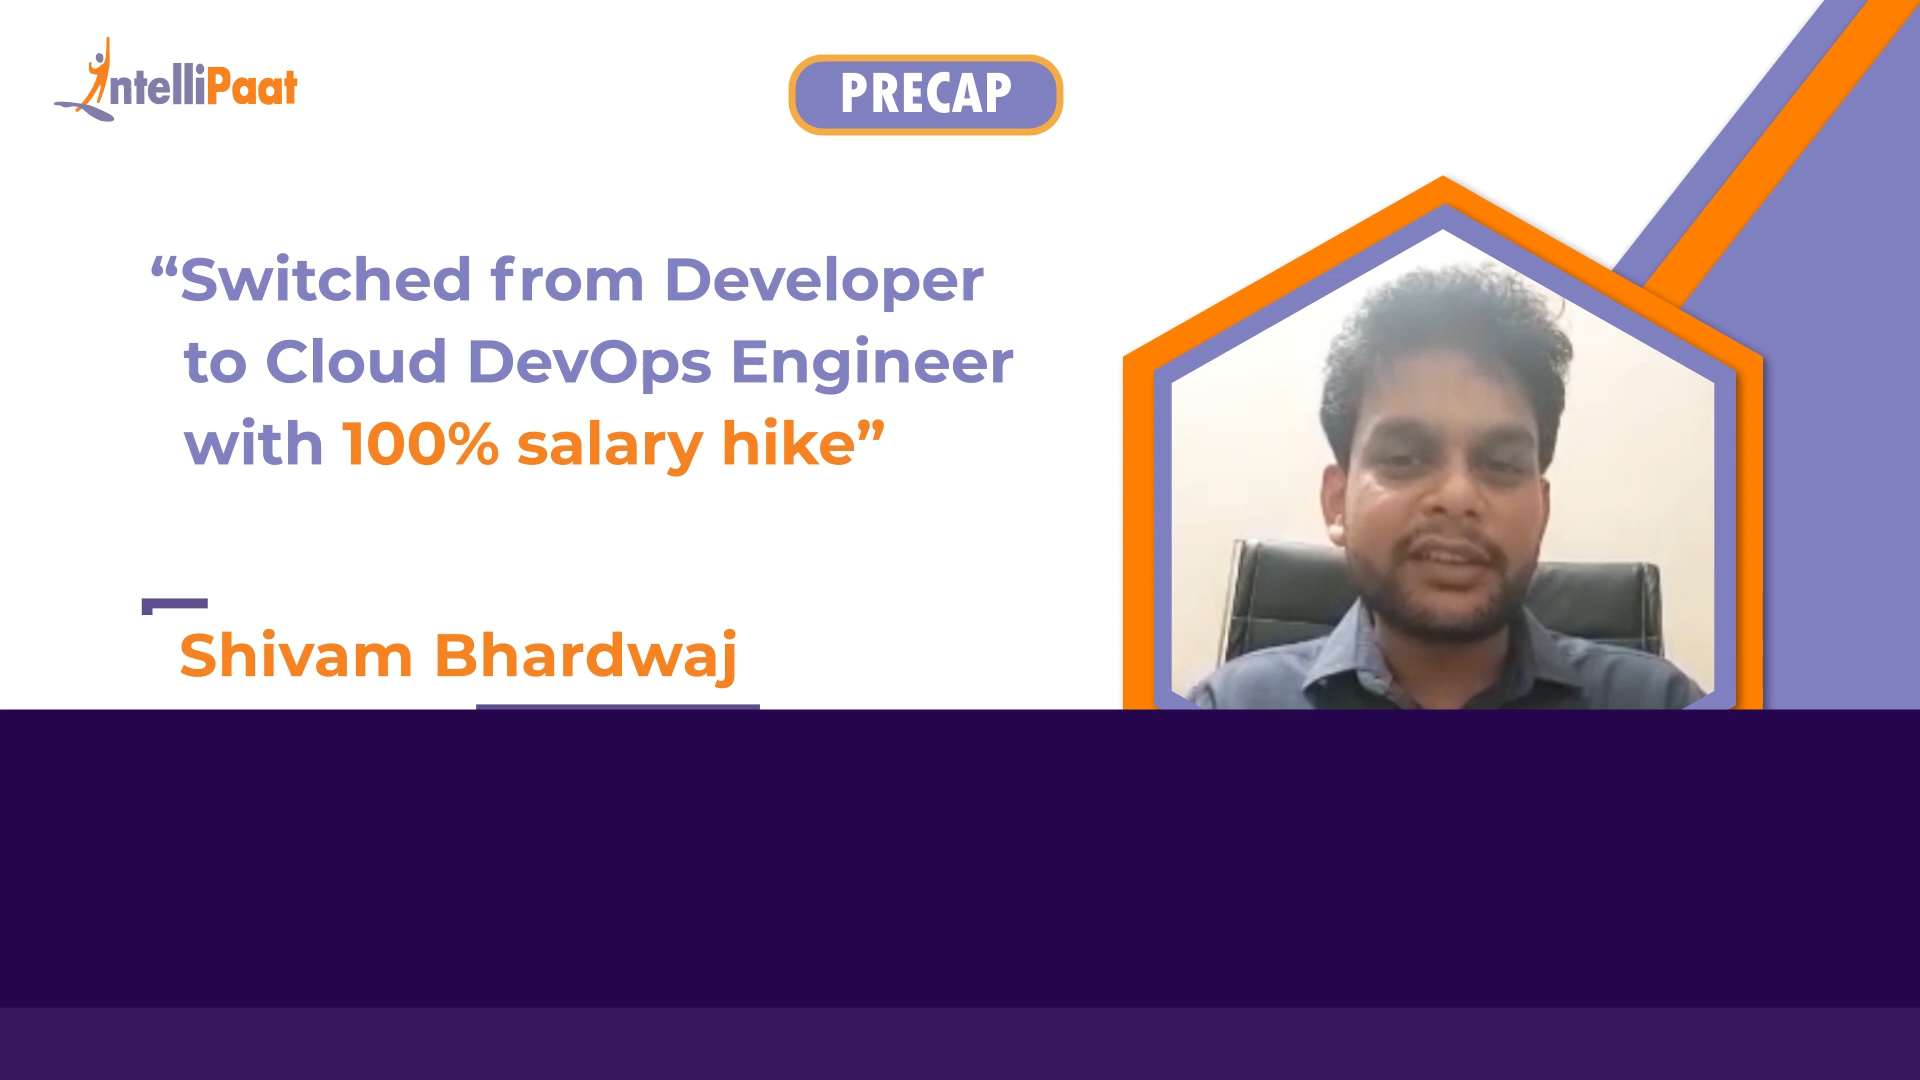 IntelliPaat
PRECAP
“Switched from Developer
to Cloud DevOps Engineer
with 100% salary hike”
Shivam Bhardwaj